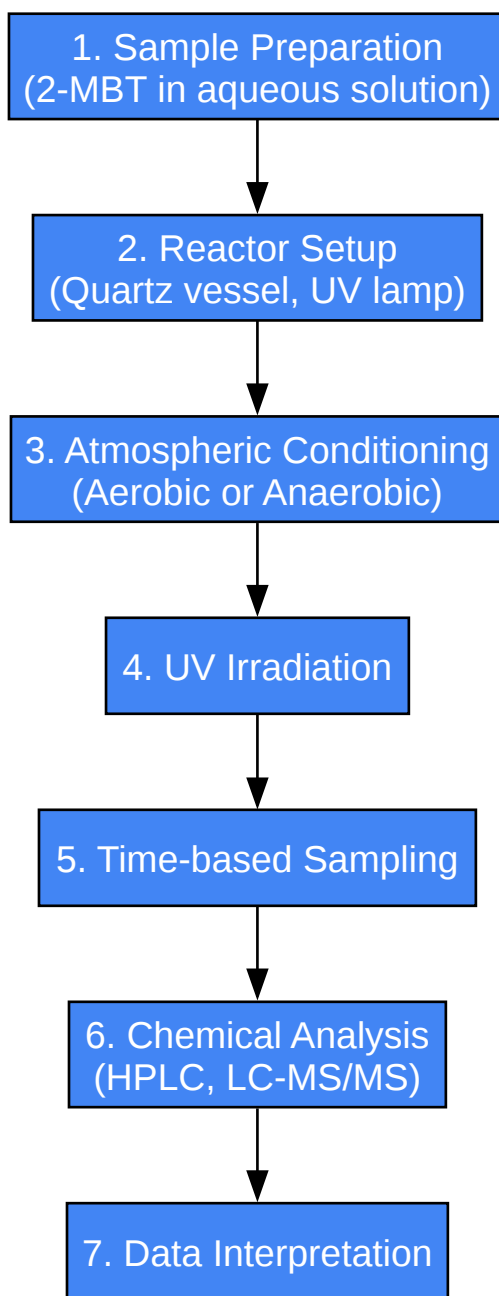 1. Sample Preparation
(2-MBT in aqueous solution)
2. Reactor Setup
(Quartz vessel, UV lamp)
3. Atmospheric Conditioning
(Aerobic or Anaerobic)
4. UV Irradiation
5. Time-based Sampling
6. Chemical Analysis
(HPLC, LC-MS/MS)
7. Data Interpretation